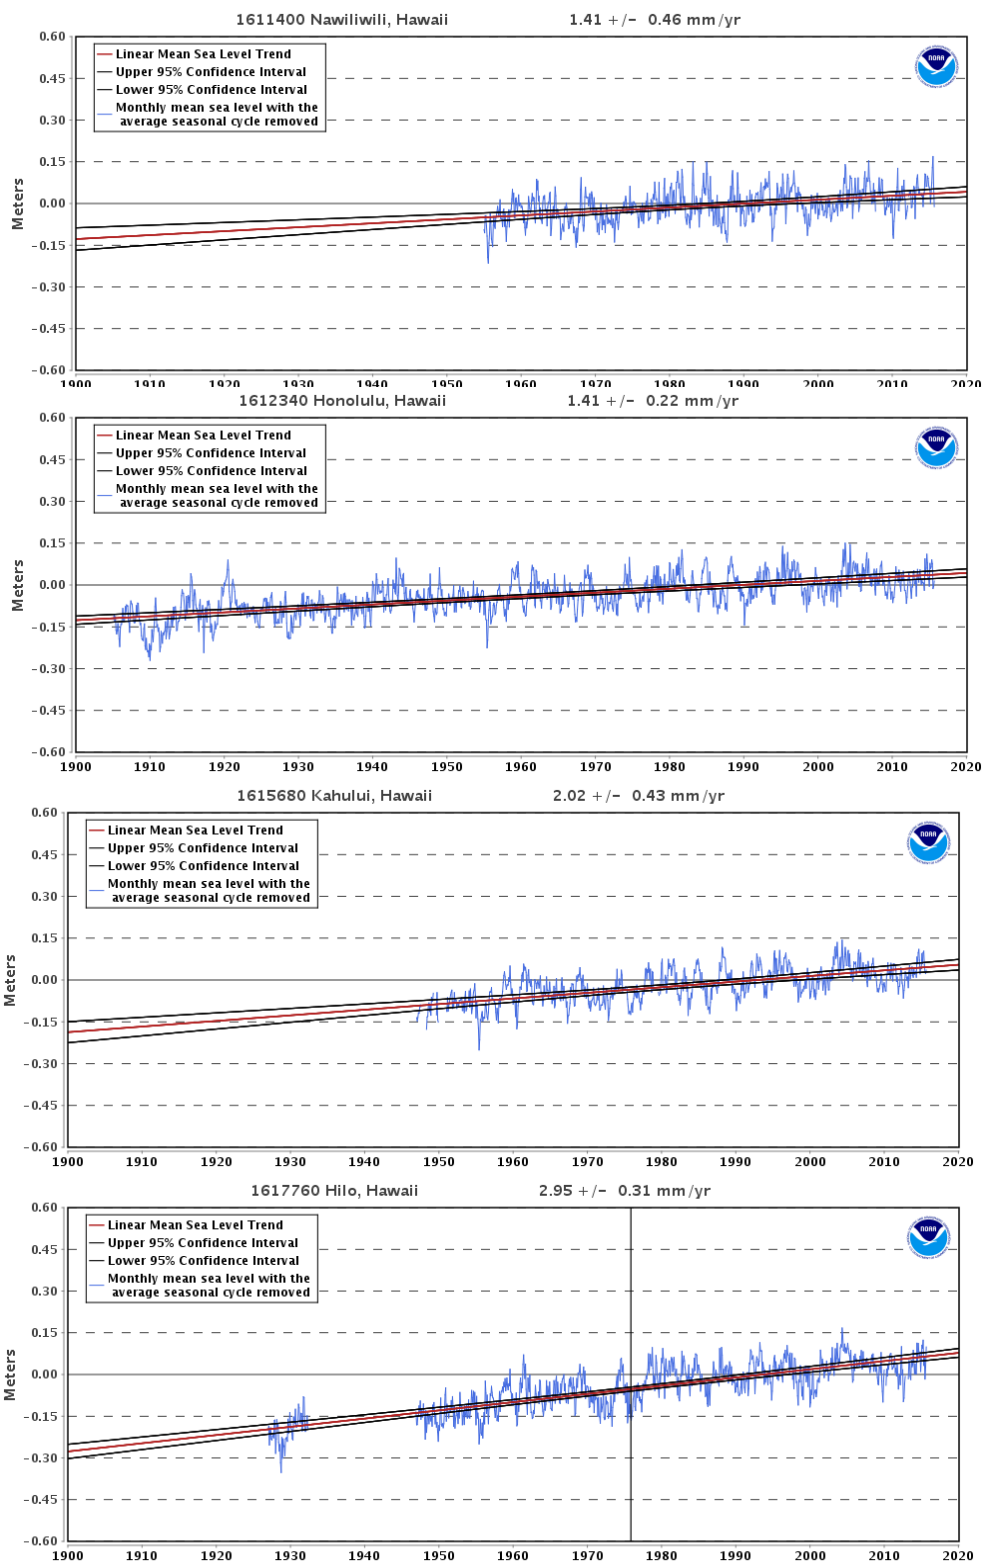 1611400 Nawiliwili, Hawaii 1.41 +/- 0.46 mm/yr
0.60
Linear Mean Sea Level Trend
Upper 95% Confidence Interval
Lower 95% Confidence Interval
Monthly mean sea level with the
average seasonal cycle removed
NOAA
0.45
0.30
0.15
0.00
-0.15
-0.30
-0.45
-0.60
Meters
1900 1910 1920 1930 1940 1950 1960 1970 1980 1990 2000 2010 2020
1612340 Honolulu, Hawaii 1.41 +/- 0.22 mm/yr
0.60
Linear Mean Sea Level Trend
Upper 95% Confidence Interval
Lower 95% Confidence Interval
Monthly mean sea level with the
average seasonal cycle removed
NOAA
0.45
0.30
0.15
0.00
-0.15
-0.30
-0.45
-0.60
Meters
1900 1910 1920 1930 1940 1950 1960 1970 1980 1990 2000 2010 2020
1615680 Kahului, Hawaii 2.02 +/- 0.43 mm/yr
0.60
Linear Mean Sea Level Trend
Upper 95% Confidence Interval
Lower 95% Confidence Interval
Monthly mean sea level with the
average seasonal cycle removed
NOAA
0.45
0.30
0.15
0.00
-0.15
-0.30
-0.45
-0.60
Meters
1900 1910 1920 1930 1940 1950 1960 1970 1980 1990 2000 2010 2020
1617760 Hilo, Hawaii 2.95 +/- 0.31 mm/yr
0.60
Linear Mean Sea Level Trend
Upper 95% Confidence Interval
Lower 95% Confidence Interval
Monthly mean sea level with the
average seasonal cycle removed
NOAA
0.45
0.30
0.15
0.00
-0.15
-0.30
-0.45
-0.60
Meters
1900 1910 1920 1930 1940 1950 1960 1970 1980 1990 2000 2010 2020